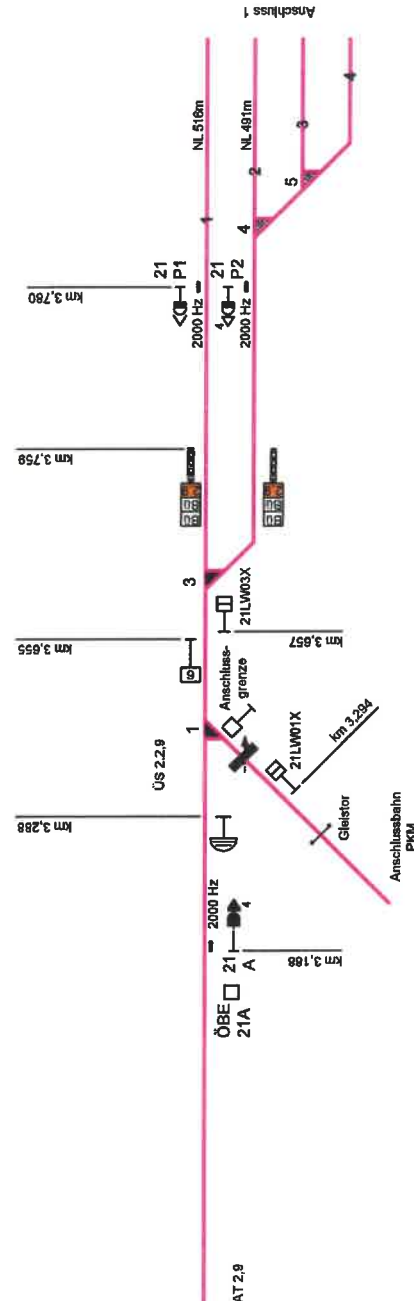 km 3,760
21
P1
2000 Hz
NL 516m
1
21
P2
4
2000 Hz
NL 491m
2
3
4
4
5
Anschluss 1
km 3,759
3
km 3,655
6
21LW03X
km 3,657
Anschluss-
grenze
1
ÜS 2.2,9
21LW01X
km 3,294
Gleistor
Anschlussbahn
PKM
km 3,288
2000 Hz
4
21
A
km 3,188
ÖBE
21A
AT 2,9